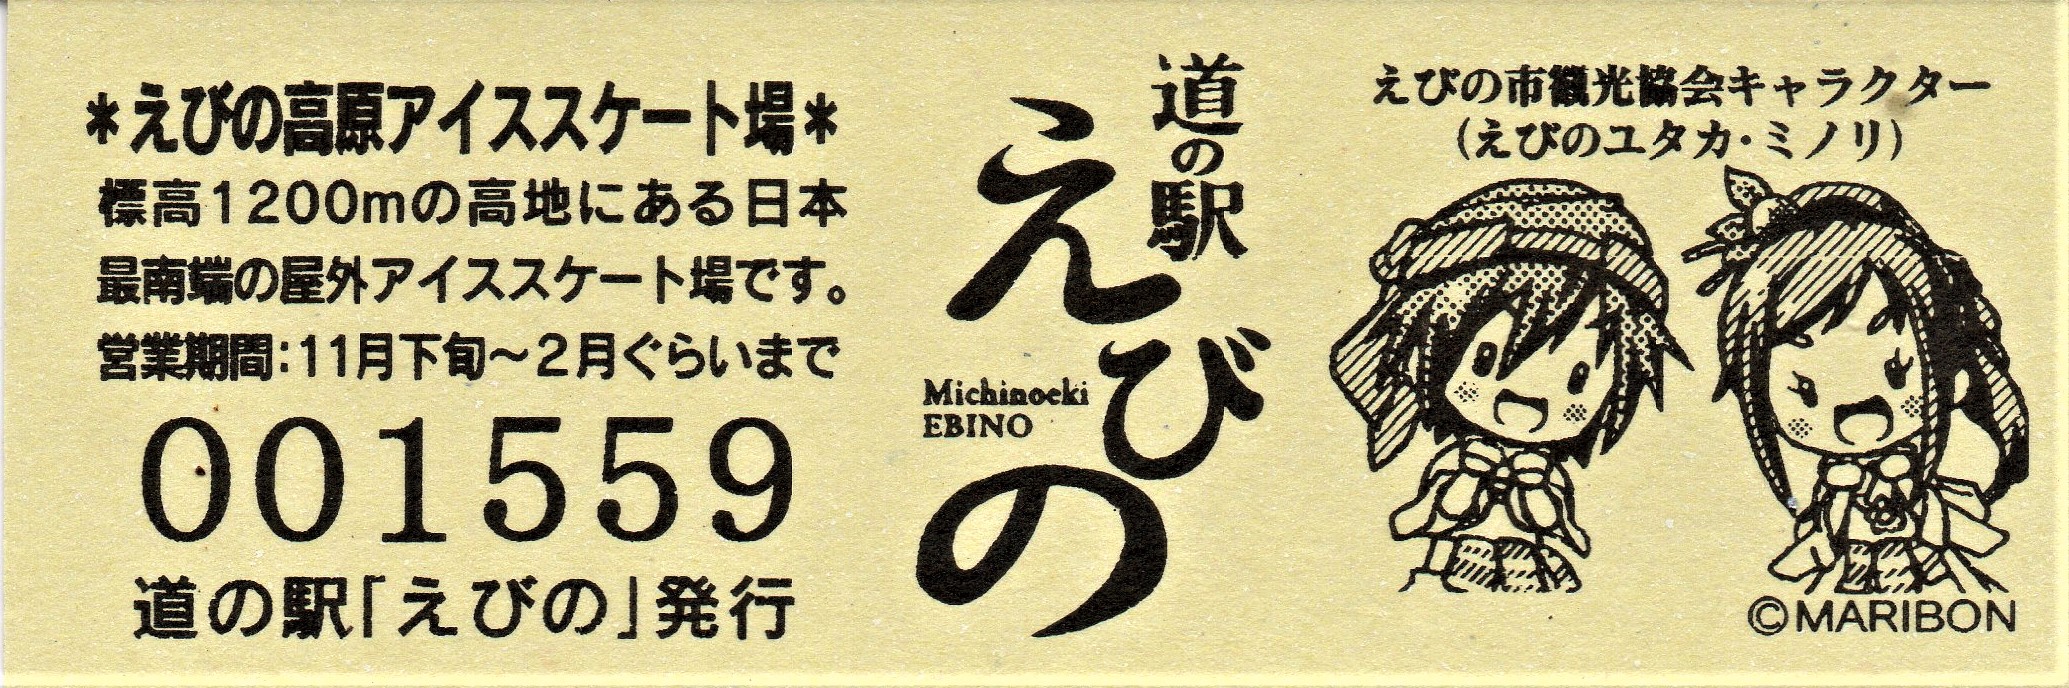 *えびの高原アイススケート場*
標高1200mの高地にある日本
最南端の屋外アイススケート場です。
営業期間:11月下旬～2月ぐらいまで
001559
道の駅「えびの」発行
道の駅
えびの
Michinoeki
EBINO
えびの市観光協会キャラクター
(えびのユタカ・ミノリ)
©MARIBON